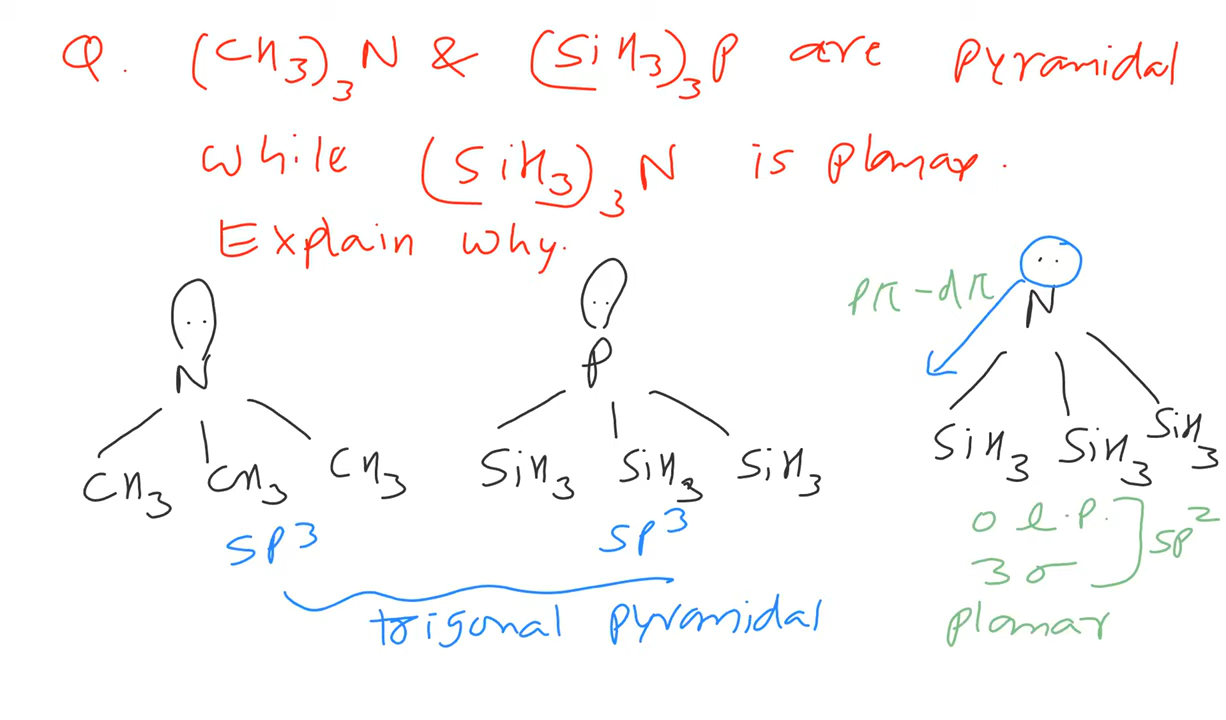 Q. (CH3)3N & (SiH3)3P are Pyramidal
while (SiH3)3N is planar.
Explain why.
pπ-dπ
N
P
N
CH3 CH3 CH3
SiH3 SiH3 SiH3
SiH3 SiH3 SiH3
SP3
SP3
0 l.p.
3 σ
SP2
trigonal pyramidal
planar